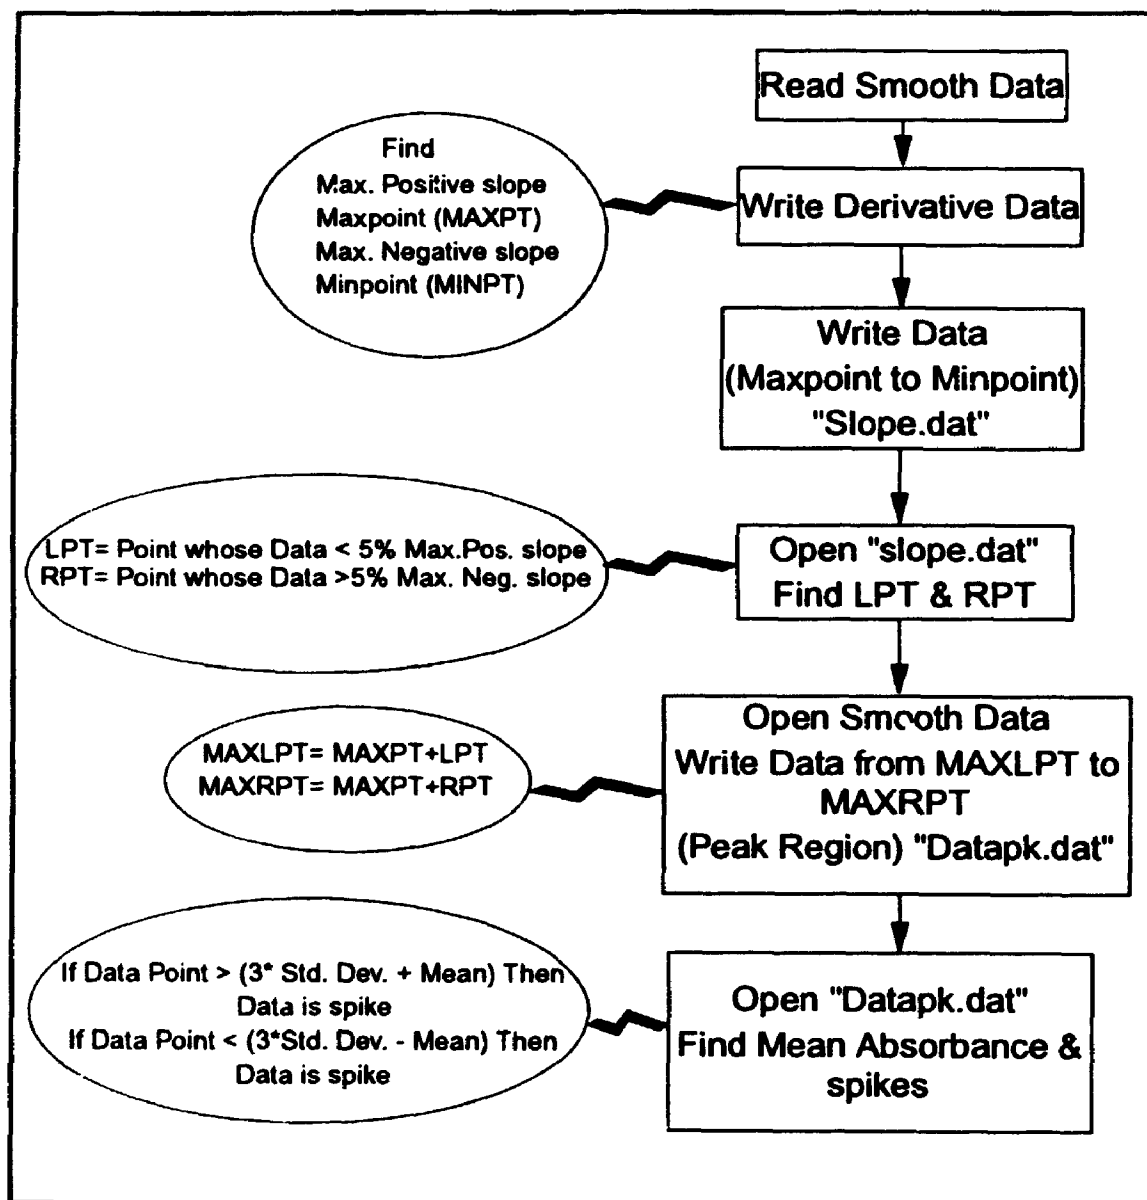 Read Smooth Data
Find
Max. Positive slope
Maxpoint (MAXPT)
Max. Negative slope
Minpoint (MINPT)
Write Derivative Data
Write Data
(Maxpoint to Minpoint)
"Slope.dat"
LPT= Point whose Data < 5% Max.Pos. slope
RPT= Point whose Data >5% Max. Neg. slope
Open "slope.dat"
Find LPT & RPT
MAXLPT= MAXPT+LPT
MAXRPT= MAXPT+RPT
Open Smooth Data
Write Data from MAXLPT to
MAXRPT
(Peak Region) "Datapk.dat"
If Data Point > (3* Std. Dev. + Mean) Then
Data is spike
If Data Point < (3*Std. Dev. - Mean) Then
Data is spike
Open "Datapk.dat"
Find Mean Absorbance &
spikes